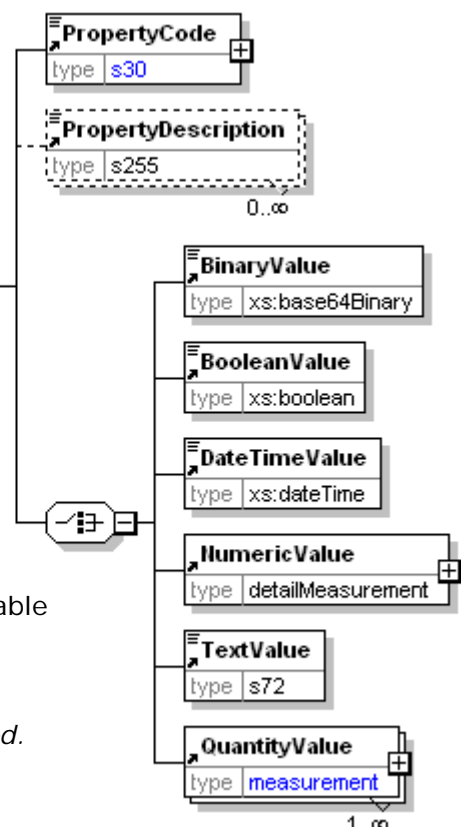 PropertyCode
type s30
PropertyDescription
type s255
0..∞
BinaryValue
type xs:base64Binary
BooleanValue
type xs:boolean
DateTimeValue
type xs:dateTime
NumericValue
type detailMeasurement
able
TextValue
type s72
d.
QuantityValue
type measurement
1..∞